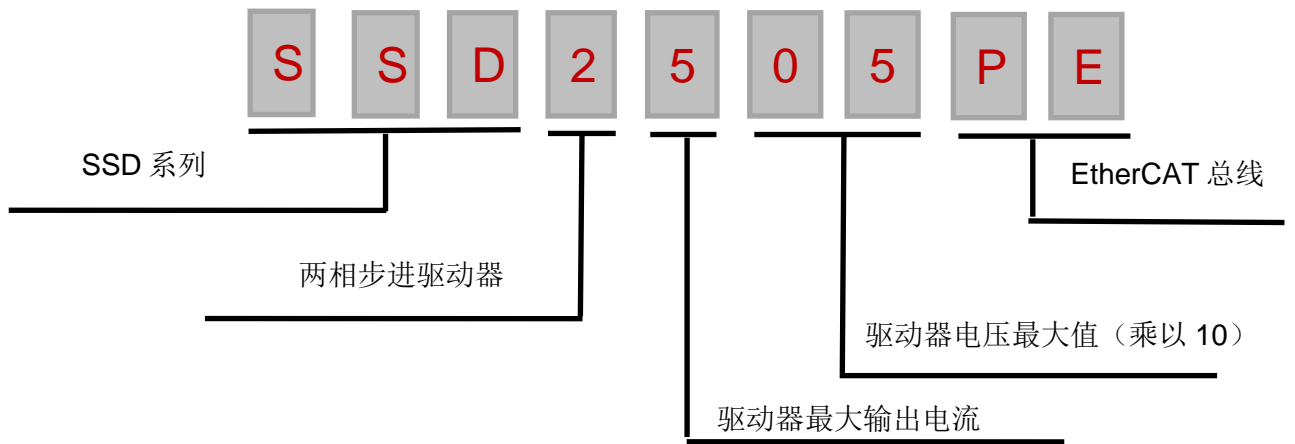 S S D 2 5 0 5 P E
SSD 系列
EtherCAT 总线
两相步进驱动器
驱动器电压最大值（乘以 10）
驱动器最大输出电流